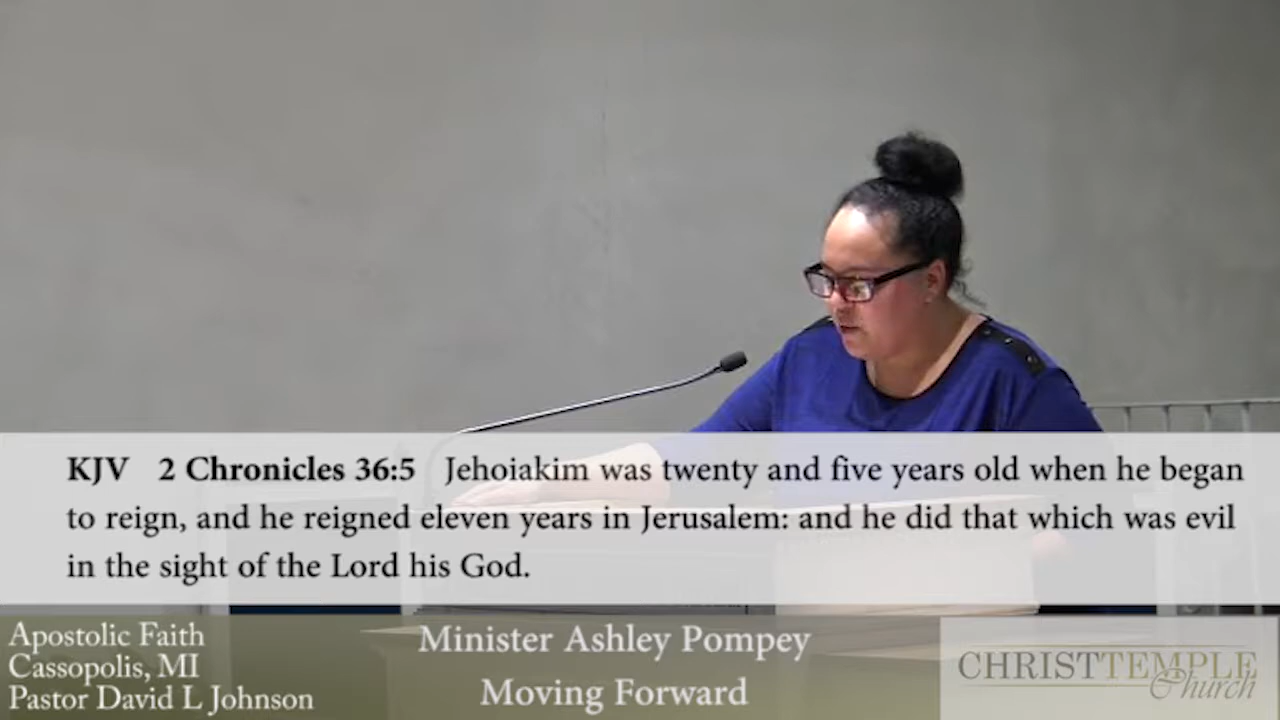 KJV 2 Chronicles 36:5 Jehoiakim was twenty and five years old when he began
to reign, and he reigned eleven years in Jerusalem: and he did that which was evil
in the sight of the Lord his God.
Apostolic Faith
Cassopolis, MI
Pastor David L Johnson
Minister Ashley Pompey
Moving Forward
CHRISTTEMPLE
Church